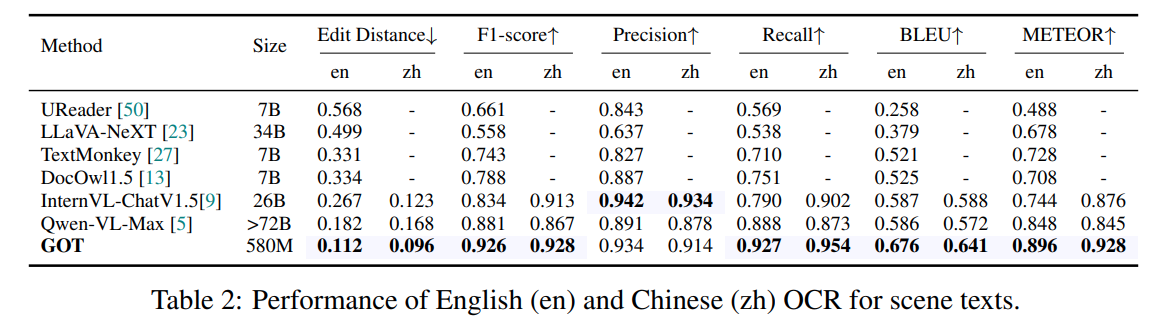 Method Size Edit Distance↓ F1-score↑ Precision↑ Recall↑ BLEU↑ METEOR↑
en zh en zh en zh en zh en zh en zh
UReader [50] 7B 0.568 - 0.661 - 0.843 - 0.569 - 0.258 - 0.488 -
LLaVA-NeXT [23] 34B 0.499 - 0.558 - 0.637 - 0.538 - 0.379 - 0.678 -
TextMonkey [27] 7B 0.331 - 0.743 - 0.827 - 0.710 - 0.521 - 0.728 -
DocOwl1.5 [13] 7B 0.334 - 0.788 - 0.887 - 0.751 - 0.525 - 0.708 -
InternVL-ChatV1.5[9] 26B 0.267 0.123 0.834 0.913 0.942 0.934 0.790 0.902 0.587 0.588 0.744 0.876
Qwen-VL-Max [5] >72B 0.182 0.168 0.881 0.867 0.891 0.878 0.888 0.873 0.586 0.572 0.848 0.845
GOT 580M 0.112 0.096 0.926 0.928 0.934 0.914 0.927 0.954 0.676 0.641 0.896 0.928
Table 2: Performance of English (en) and Chinese (zh) OCR for scene texts.